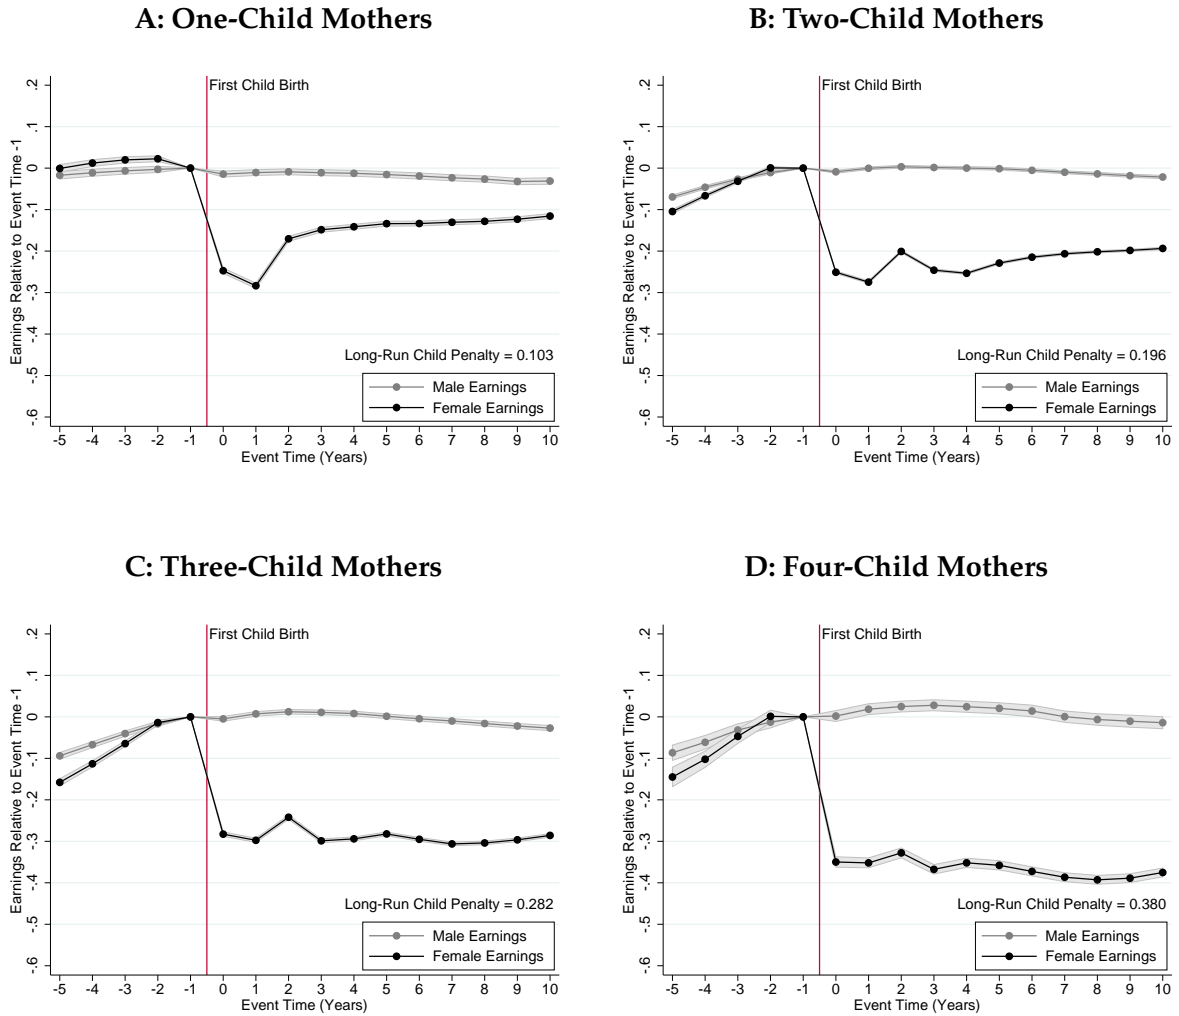 A: One-Child Mothers
Earnings Relative to Event Time -1
.2
.1
0
-.1
-.2
-.3
-.4
-.5
-.6
First Child Birth
Long-Run Child Penalty = 0.103
Male Earnings
Female Earnings
-5 -4 -3 -2 -1 0 1 2 3 4 5 6 7 8 9 10
Event Time (Years)
B: Two-Child Mothers
Earnings Relative to Event Time -1
.2
.1
0
-.1
-.2
-.3
-.4
-.5
-.6
First Child Birth
Long-Run Child Penalty = 0.196
Male Earnings
Female Earnings
-5 -4 -3 -2 -1 0 1 2 3 4 5 6 7 8 9 10
Event Time (Years)
C: Three-Child Mothers
Earnings Relative to Event Time -1
.2
.1
0
-.1
-.2
-.3
-.4
-.5
-.6
First Child Birth
Long-Run Child Penalty = 0.282
Male Earnings
Female Earnings
-5 -4 -3 -2 -1 0 1 2 3 4 5 6 7 8 9 10
Event Time (Years)
D: Four-Child Mothers
Earnings Relative to Event Time -1
.2
.1
0
-.1
-.2
-.3
-.4
-.5
-.6
First Child Birth
Long-Run Child Penalty = 0.380
Male Earnings
Female Earnings
-5 -4 -3 -2 -1 0 1 2 3 4 5 6 7 8 9 10
Event Time (Years)